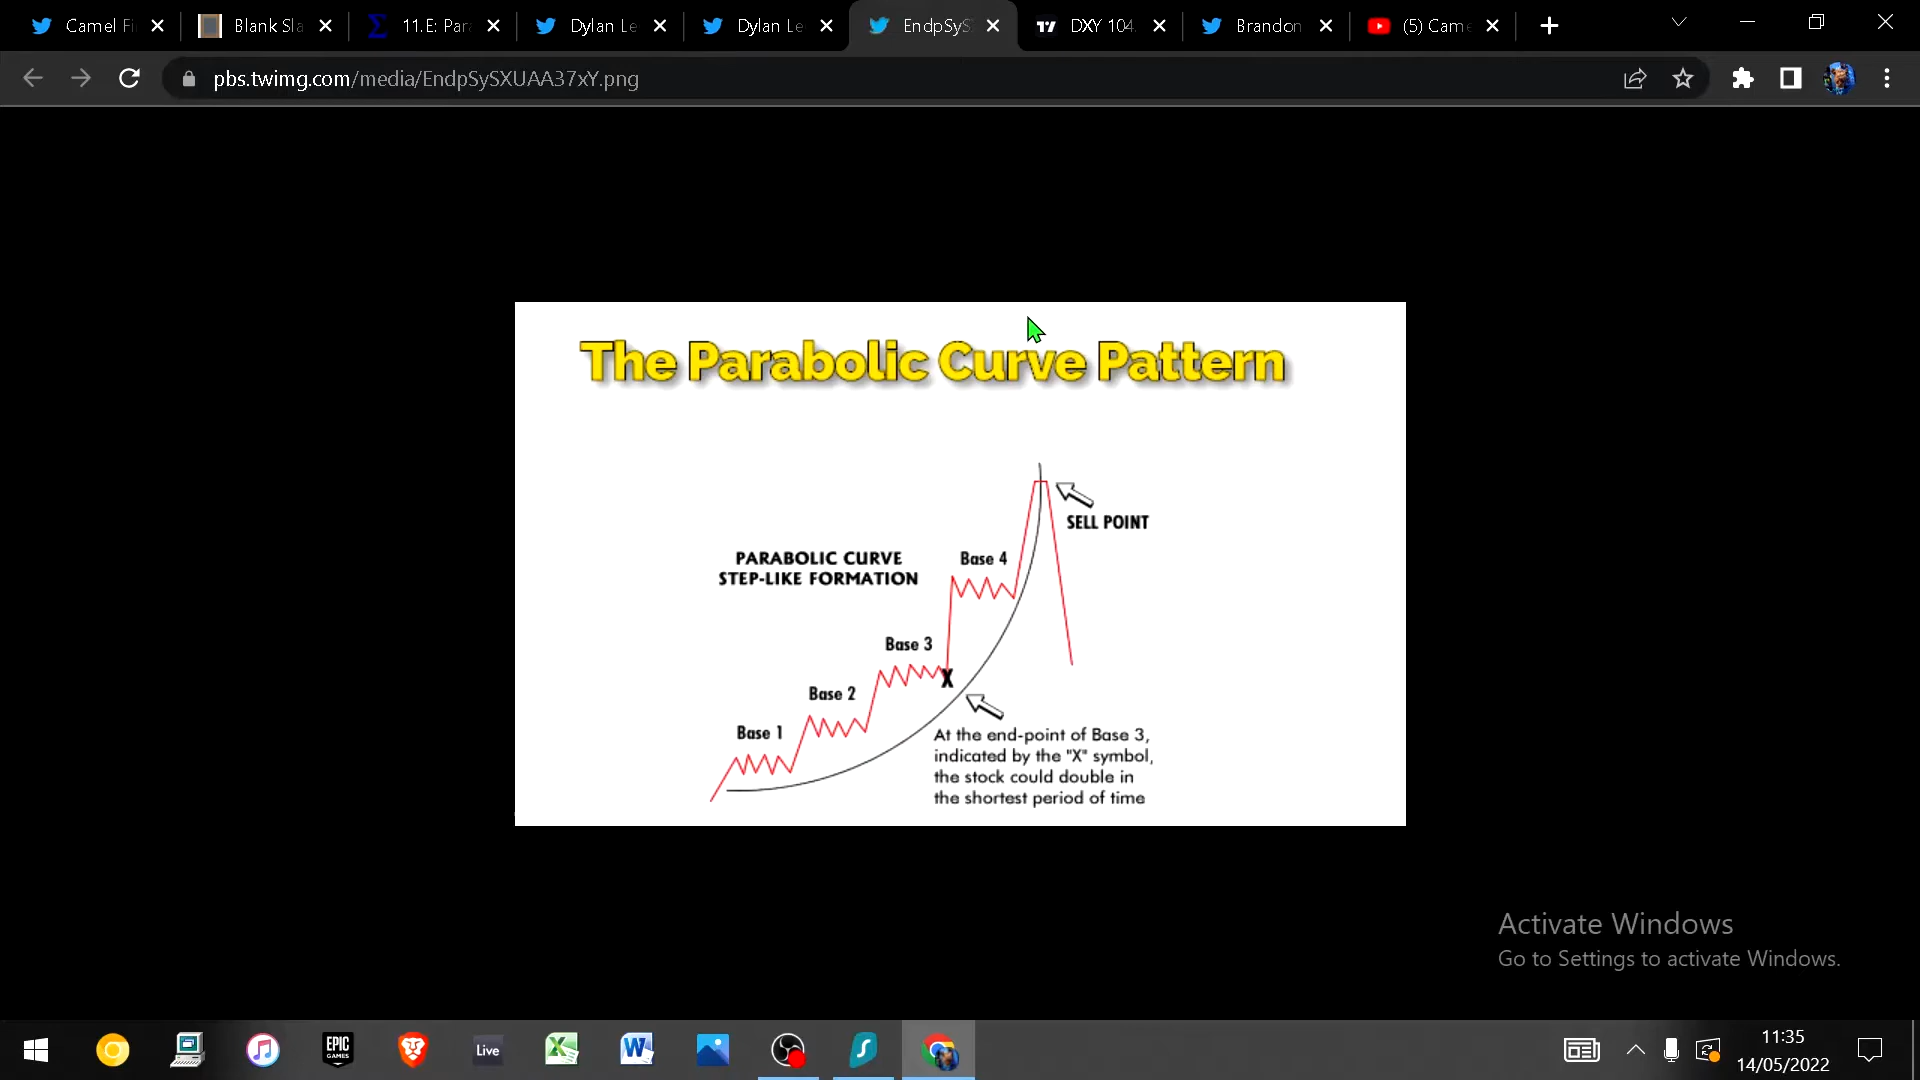 Camel Fi
Blank Sla
11.E: Para
Dylan Le
Dylan Le
EndpSyS
DXY 104.
Brandon
(5) Came
pbs.twimg.com/media/EndpSySXUAA37xY.png
The Parabolic Curve Pattern
SELL POINT
PARABOLIC CURVE
STEP-LIKE FORMATION
Base 4
Base 3
X
Base 2
Base 1
At the end-point of Base 3,
indicated by the "X" symbol,
the stock could double in
the shortest period of time
Activate Windows
Go to Settings to activate Windows.
EPIC
GAMES
Live
11:35
14/05/2022